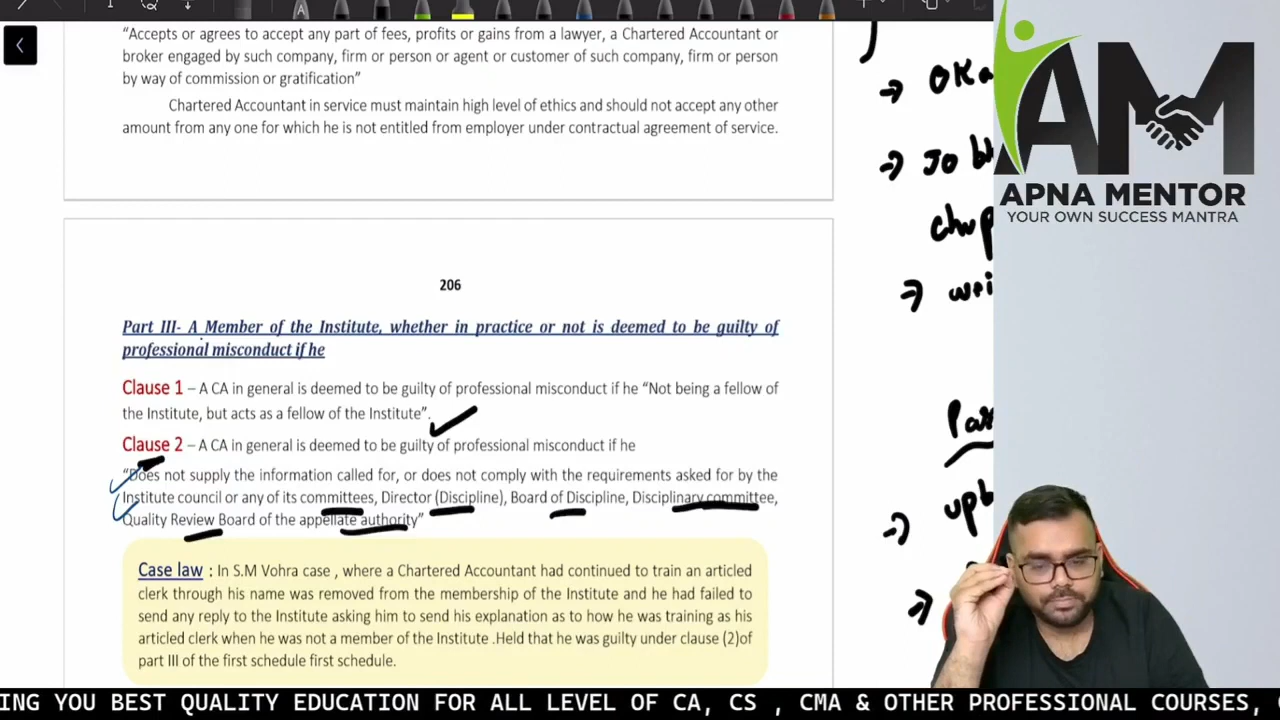 “Accepts or agrees to accept any part of fees, profits or gains from a lawyer, a Chartered Accountant or
broker engaged by such company, firm or person or agent or customer of such company, firm or person
by way of commission or gratification”
Chartered Accountant in service must maintain high level of ethics and should not accept any other
amount from any one for which he is not entitled from employer under contractual agreement of service.
206
Part III- A Member of the Institute, whether in practice or not is deemed to be guilty of
professional misconduct if he
Clause 1 – A CA in general is deemed to be guilty of professional misconduct if he “Not being a fellow of
the Institute, but acts as a fellow of the Institute”.
Clause 2 – A CA in general is deemed to be guilty of professional misconduct if he
“Does not supply the information called for, or does not comply with the requirements asked for by the
Institute council or any of its committees, Director (Discipline), Board of Discipline, Disciplinary committee,
Quality Review Board of the appellate authority”
Case law : In S.M Vohra case , where a Chartered Accountant had continued to train an articled
clerk through his name was removed from the membership of the Institute and he had failed to
send any reply to the Institute asking him to send his explanation as to how he was training as his
articled clerk when he was not a member of the Institute .Held that he was guilty under clause (2)of
part III of the first schedule first schedule.
AM
APNA MENTOR
YOUR OWN SUCCESS MANTRA
ING YOU BEST QUALITY EDUCATION FOR ALL LEVEL OF CA, CS , CMA & OTHER PROFESSIONAL COURSES,